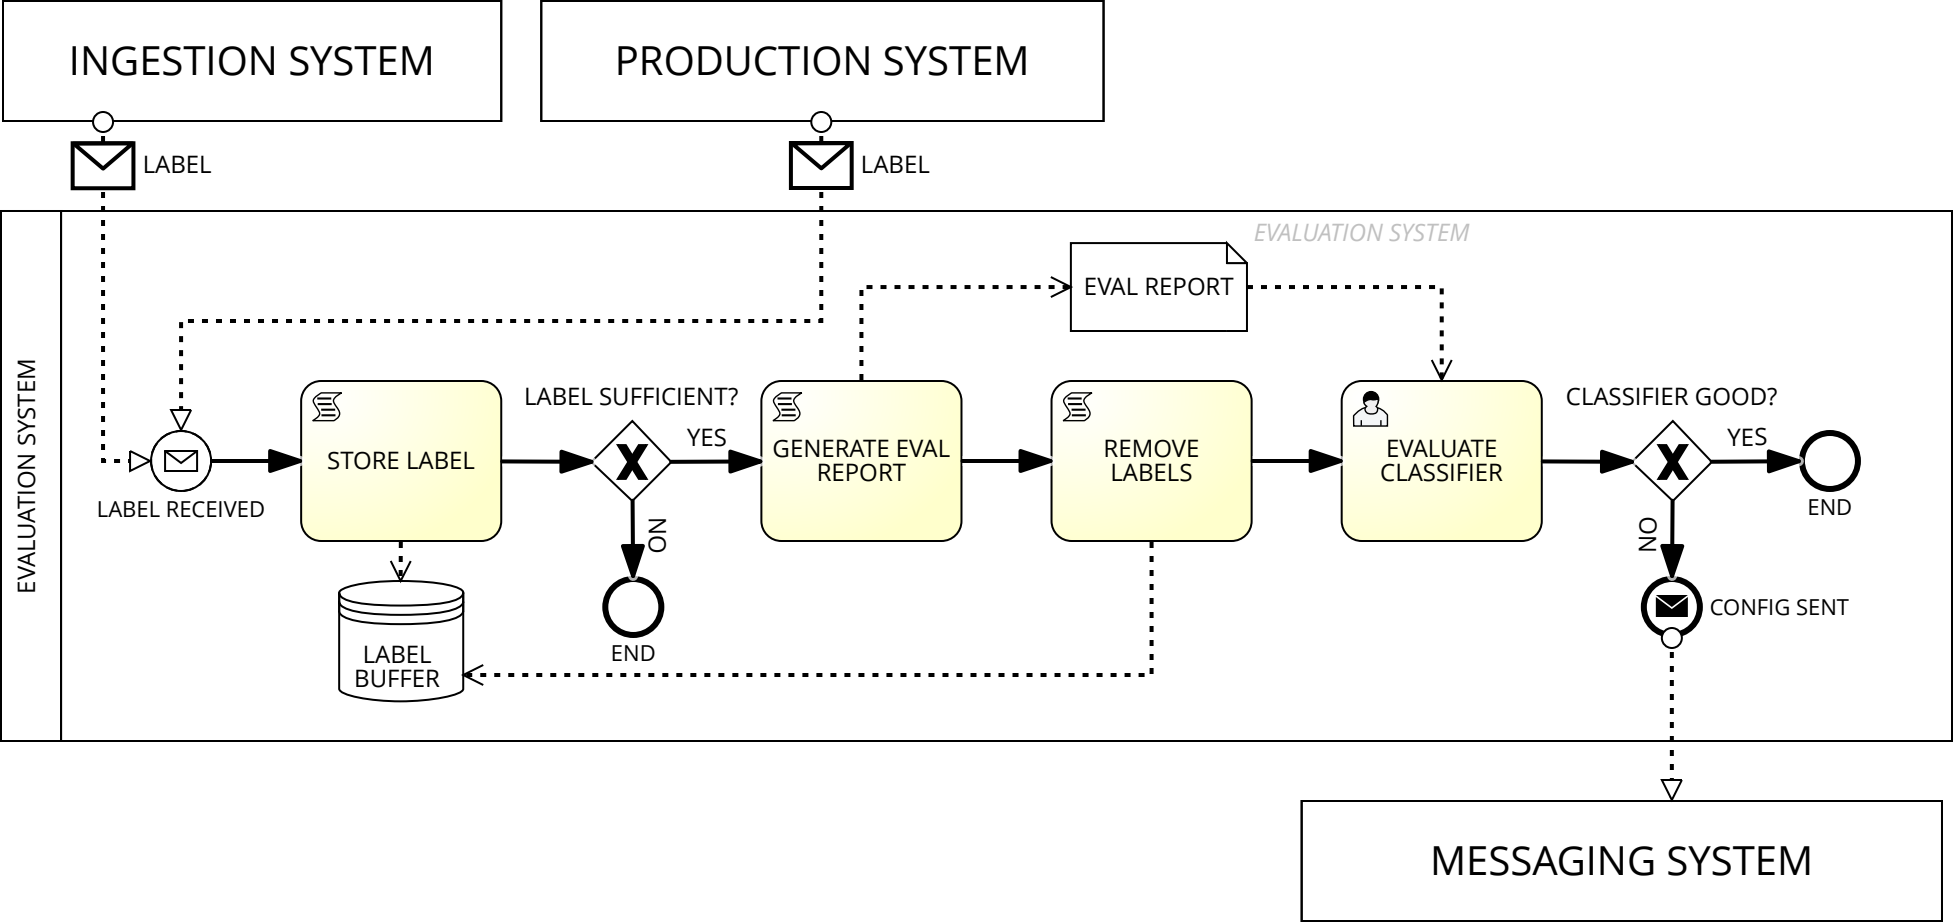 INGESTION SYSTEM
PRODUCTION SYSTEM
LABEL
LABEL
EVALUATION SYSTEM
EVALUATION SYSTEM
EVAL REPORT
LABEL SUFFICIENT?
CLASSIFIER GOOD?
STORE LABEL
YES
GENERATE EVAL
REPORT
REMOVE
LABELS
EVALUATE
CLASSIFIER
YES
LABEL RECEIVED
NO
NO
END
LABEL
BUFFER
END
CONFIG SENT
MESSAGING SYSTEM